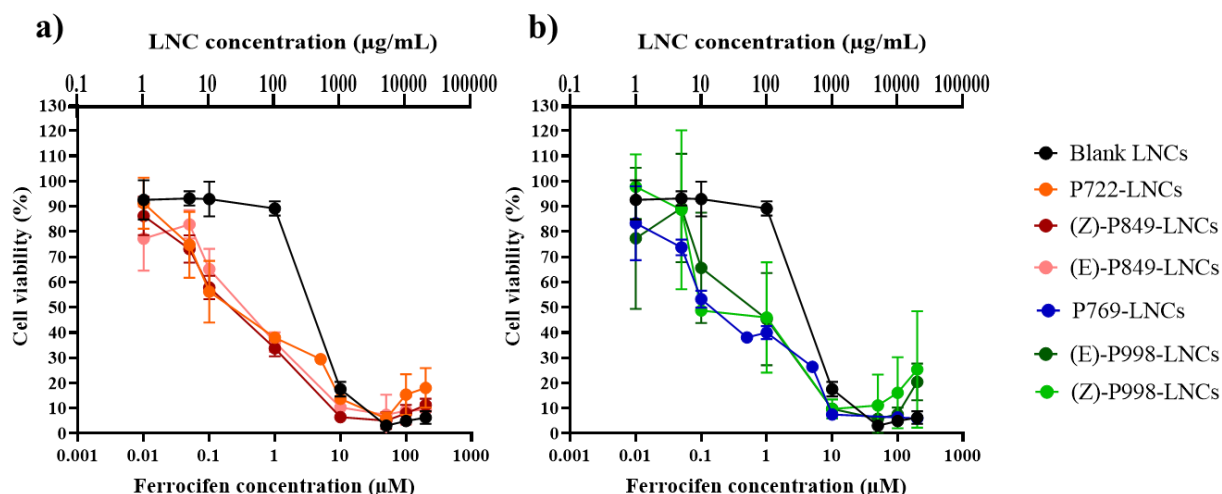 a)
LNC concentration (µg/mL)
0.1 1 10 100 1000 10000 100000
Cell viability (%)
130
120
110
100
90
80
70
60
50
40
30
20
10
0
0.001 0.01 0.1 1 10 100 1000
Ferrocifen concentration (µM)
b)
LNC concentration (µg/mL)
0.1 1 10 100 1000 10000 100000
Cell viability (%)
130
120
110
100
90
80
70
60
50
40
30
20
10
0
0.001 0.01 0.1 1 10 100 1000
Ferrocifen concentration (µM)
Blank LNCs
P722-LNCs
(Z)-P849-LNCs
(E)-P849-LNCs
P769-LNCs
(E)-P998-LNCs
(Z)-P998-LNCs